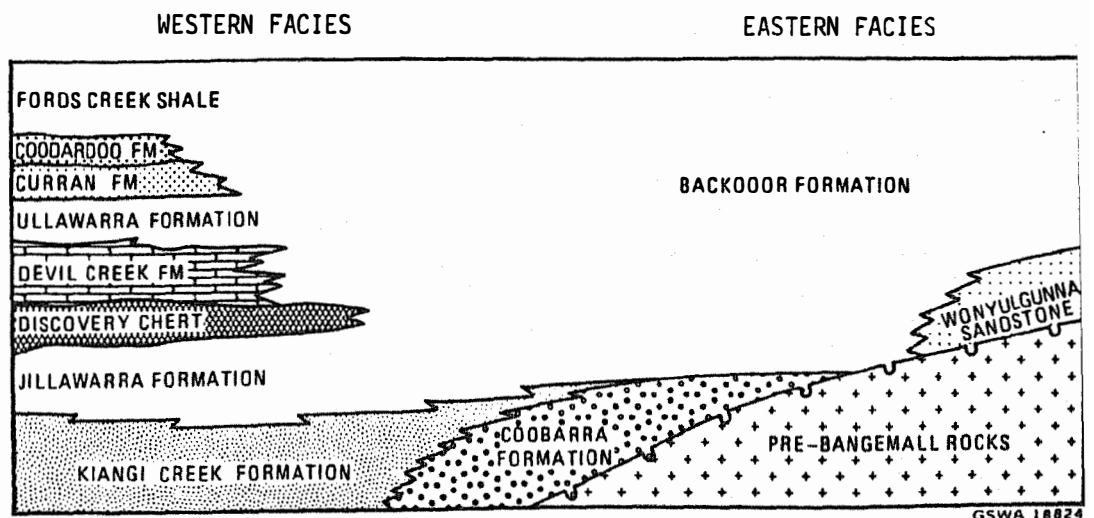 WESTERN FACIES
EASTERN FACIES
FORDS CREEK SHALE
COODARDOO FM
CURRAN FM
BACKDOOR FORMATION
ULLAWARRA FORMATION
DEVIL CREEK FM
WONYULGUNNA
SANDSTONE
DISCOVERY CHERT
JILLAWARRA FORMATION
COOBARRA
FORMATION
PRE-BANGEMALL ROCKS
KIANGI CREEK FORMATION
GSWA 18824